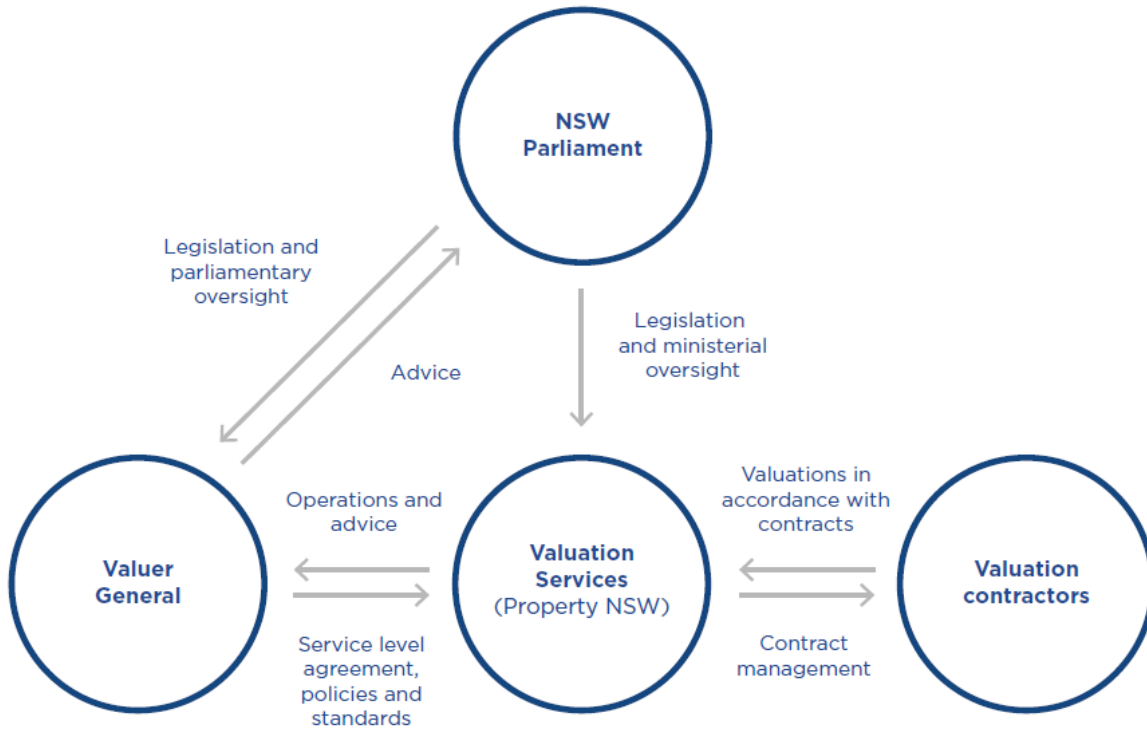 NSW
Parliament
Legislation and
parliamentary
oversight
Legislation
and ministerial
oversight
Advice
Operations and
advice
Valuations in
accordance with
contracts
Valuer
General
Valuation
Services
(Property NSW)
Valuation
contractors
Service level
agreement,
policies and
standards
Contract
management